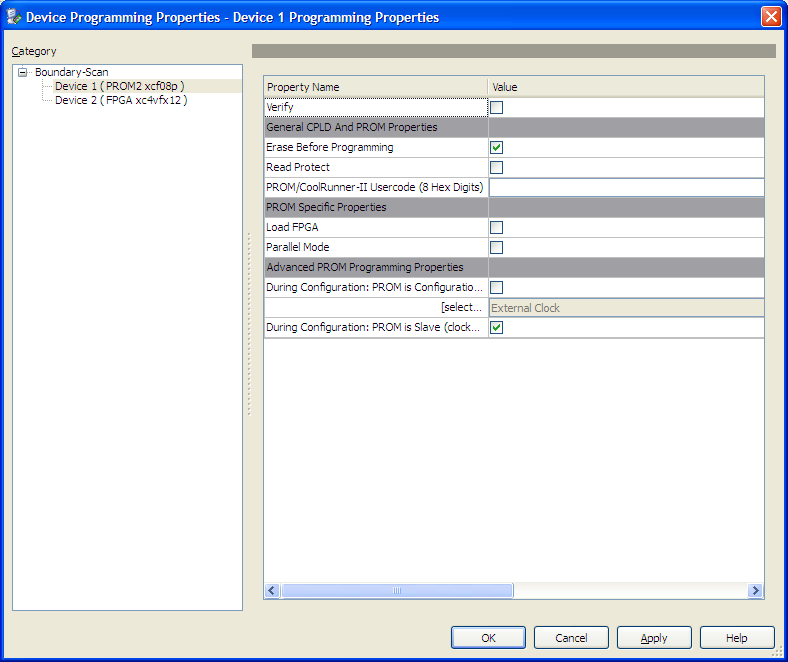 Device Programming Properties - Device 1 Programming Properties
Category
Boundary-Scan
Device 1 ( PROM2 xcf08p )
Device 2 ( FPGA xc4vfx12 )
Property Name Value
Verify
General CPLD And PROM Properties
Erase Before Programming
Read Protect
PROM/CoolRunner-II Usercode (8 Hex Digits)
PROM Specific Properties
Load FPGA
Parallel Mode
Advanced PROM Programming Properties
During Configuration: PROM is Configuratio...
[select... External Clock
During Configuration: PROM is Slave (clock...
OK Cancel Apply Help